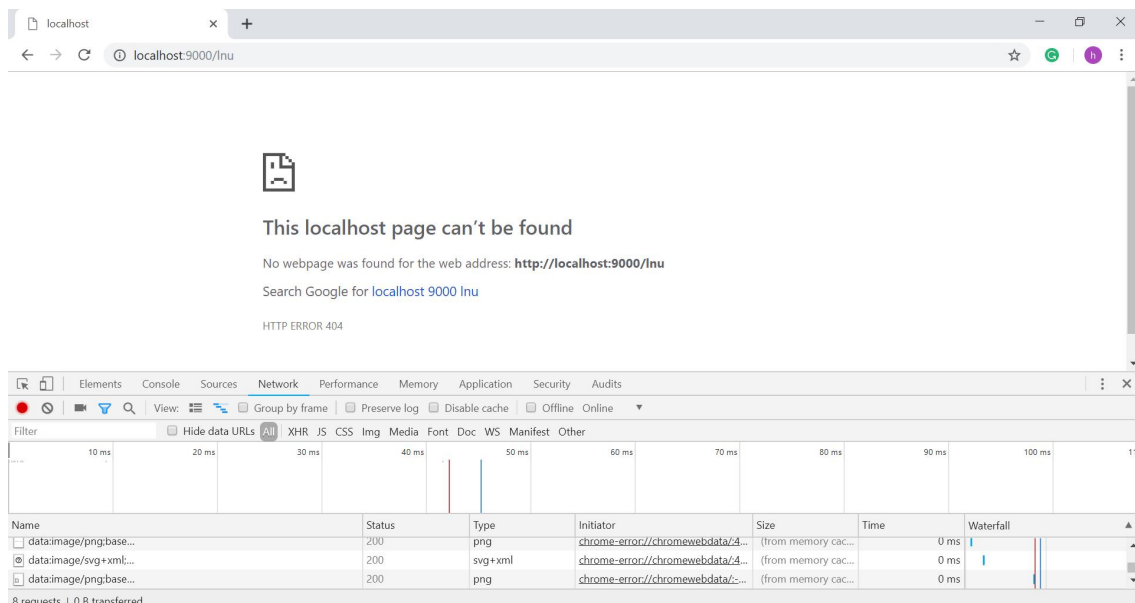 localhost
localhost:9000/lnu
h
This localhost page can't be found
No webpage was found for the web address: http://localhost:9000/lnu
Search Google for localhost 9000 lnu
HTTP ERROR 404
Elements Console Sources Network Performance Memory Application Security Audits
View: Group by frame Preserve log Disable cache Offline Online
Filter Hide data URLs All XHR JS CSS Img Media Font Doc WS Manifest Other
10 ms 20 ms 30 ms 40 ms 50 ms 60 ms 70 ms 80 ms 90 ms 100 ms 11
Name Status Type Initiator Size Time Waterfall
data:image/png;base... 200 png chrome-error://chromewebdata/:4... (from memory cac... 0 ms
data:image/svg+xml;... 200 svg+xml chrome-error://chromewebdata/:4... (from memory cac... 0 ms
data:image/png;base... 200 png chrome-error://chromewebdata/:-... (from memory cac... 0 ms
8 requests | 0 B transferred